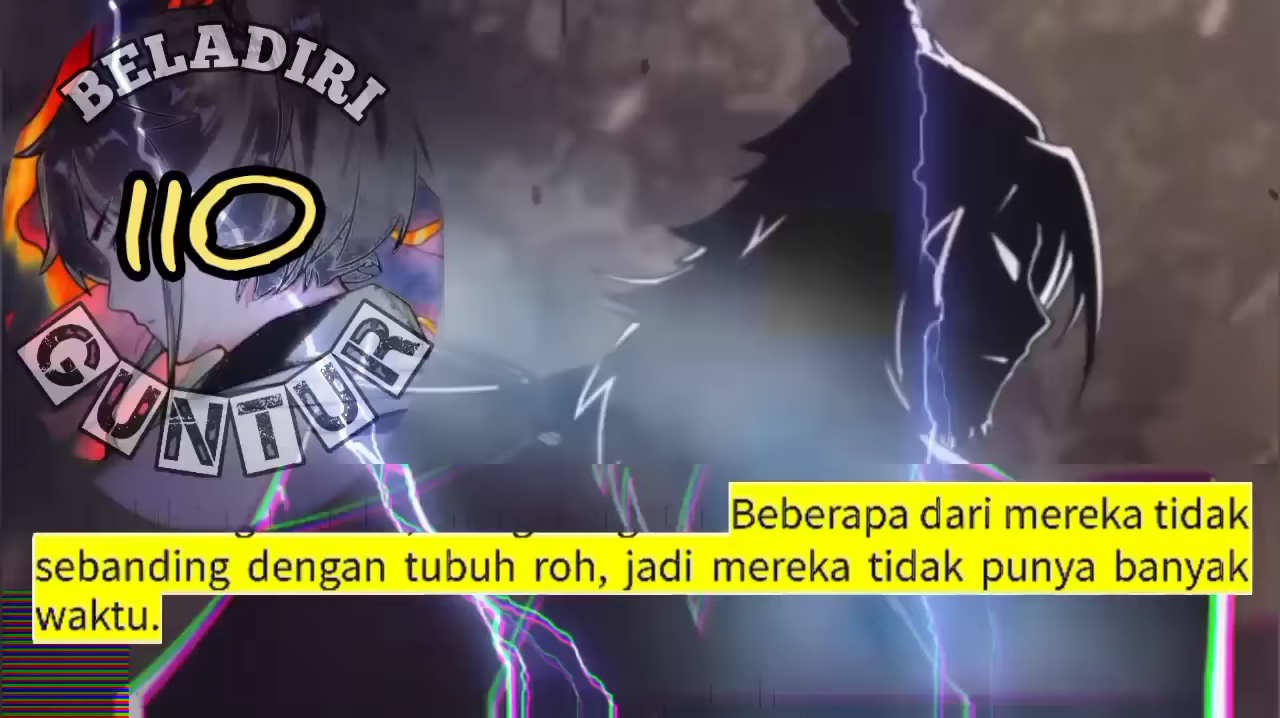 BELADIRI
110
GUNTUR
Beberapa dari mereka tidak
sebanding dengan tubuh roh, jadi mereka tidak punya banyak
waktu.